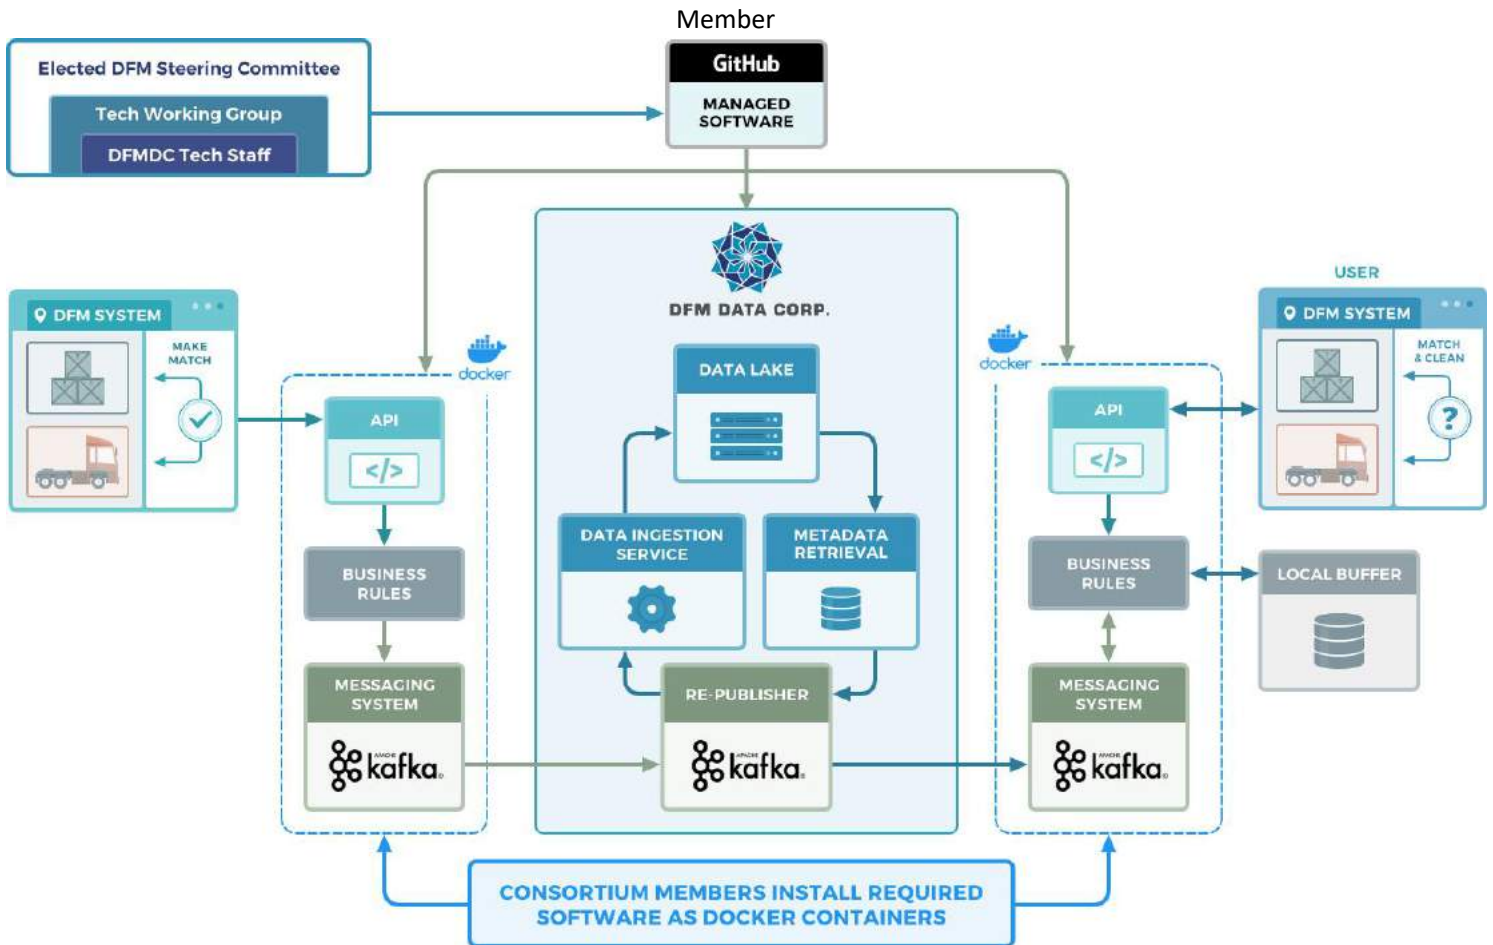 Member
Elected DFM Steering Committee
Tech Working Group
DFMDC Tech Staff
GitHub
MANAGED
SOFTWARE
DFM DATA CORP.
DFM SYSTEM
MAKE
MATCH
docker
API
</>
BUSINESS
RULES
MESSAGING
SYSTEM
APACHE
kafka
DATA LAKE
DATA INGESTION
SERVICE
METADATA
RETRIEVAL
RE-PUBLISHER
APACHE
kafka
docker
API
</>
BUSINESS
RULES
MESSAGING
SYSTEM
APACHE
kafka
USER
DFM SYSTEM
MATCH
& CLEAN
?
LOCAL BUFFER
CONSORTIUM MEMBERS INSTALL REQUIRED
SOFTWARE AS DOCKER CONTAINERS